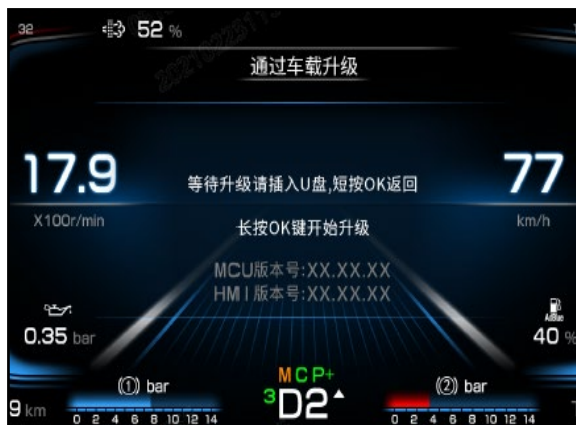 32
52 %
通过车载升级
17.9
X100r/min
等待升级请插入U盘,短按OK返回
77
km/h
长按OK键开始升级
MCU版本号:XX.XX.XX
HMI版本号:XX.XX.XX
0.35 bar
AdBlue
40 %
(1) bar
MCP+
3D2
(2) bar
9 km
0 2 4 6 8 10 12 14
0 2 4 6 8 10 12 14